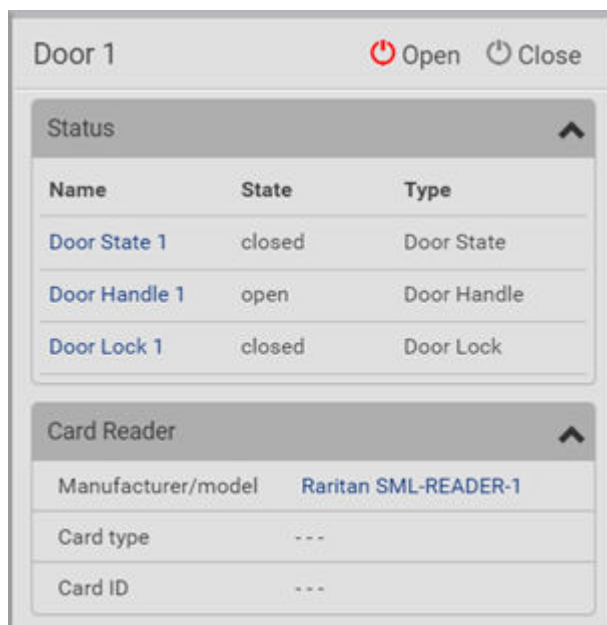 Door 1 Open Close
Status
Name State Type
Door State 1 closed Door State
Door Handle 1 open Door Handle
Door Lock 1 closed Door Lock
Card Reader
Manufacturer/model Raritan SML-READER-1
Card type ---
Card ID ---